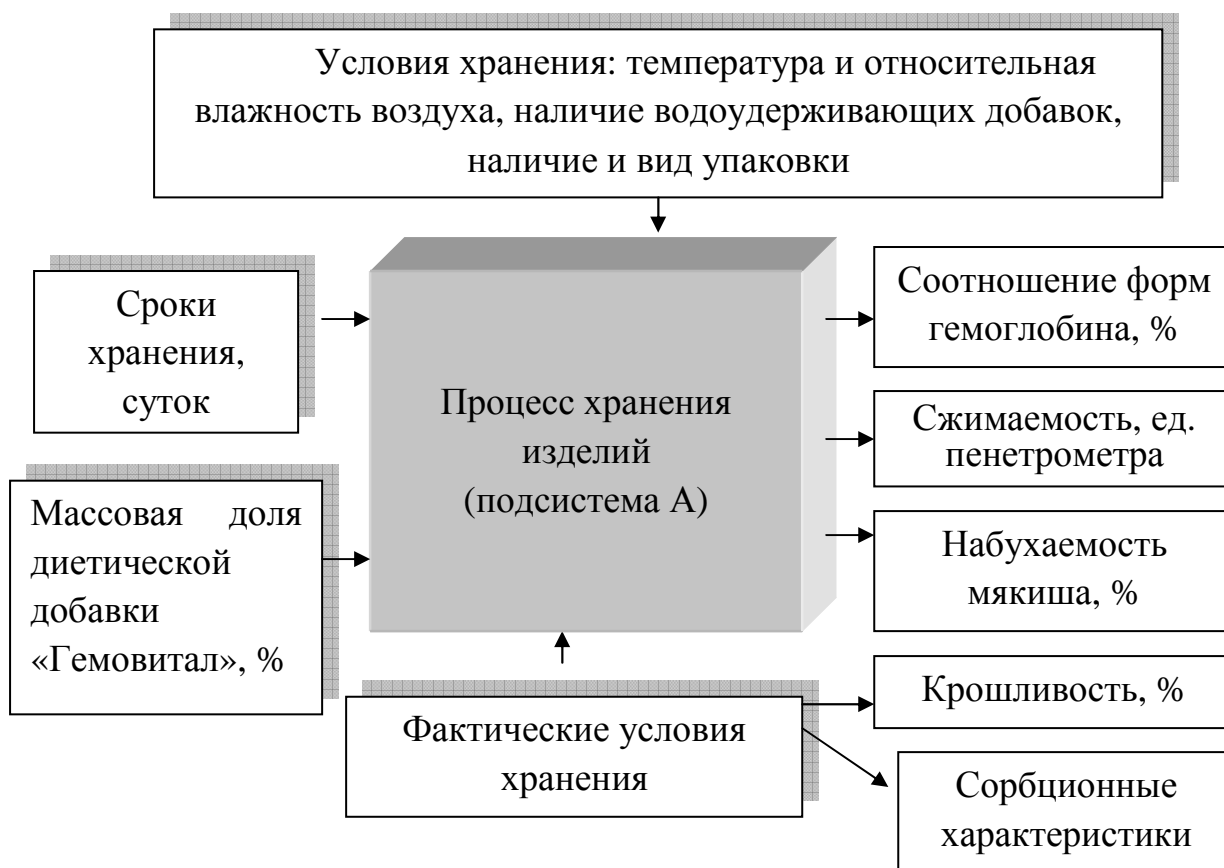 Условия хранения: температура и относительная
влажность воздуха, наличие водоудерживающих добавок,
наличие и вид упаковки
Сроки
хранения,
суток
Массовая доля
диетической
добавки
«Гемовитал», %
Процесс хранения
изделий
(подсистема А)
Фактические условия
хранения
Соотношение форм
гемоглобина, %
Сжимаемость, ед.
пенетрометра
Набухаемость
мякиша, %
Крошливость, %
Сорбционные
характеристики